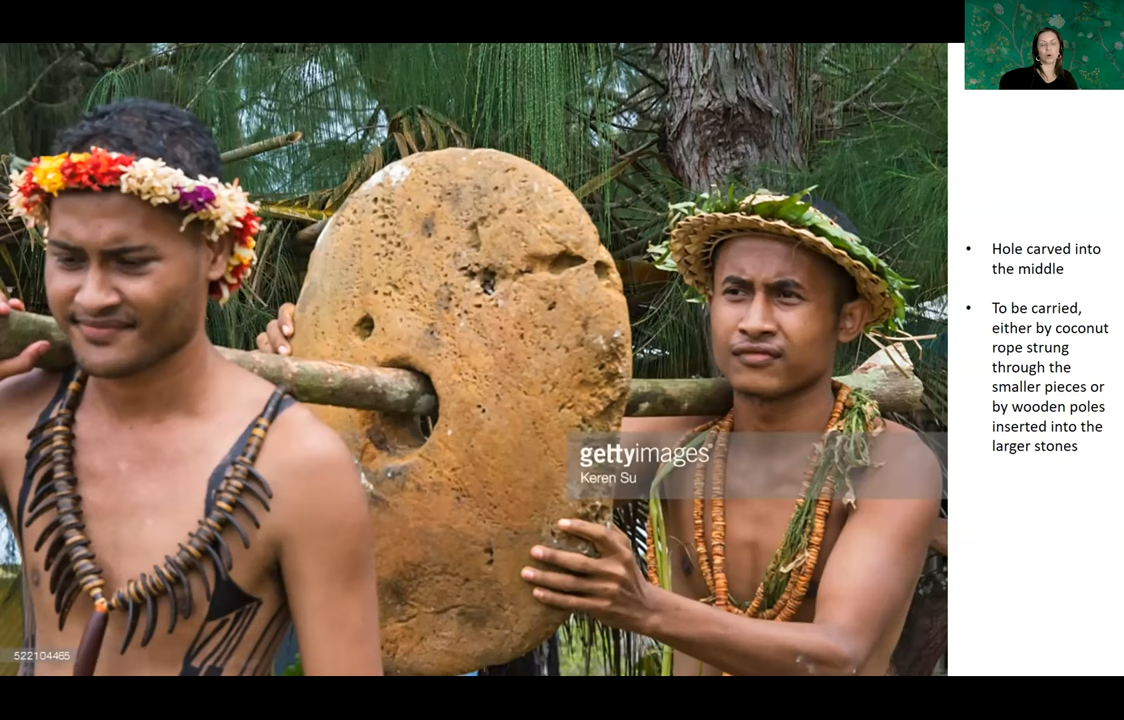 gettyimages
Keren Su
522104465
• Hole carved into
the middle
• To be carried,
either by coconut
rope strung
through the
smaller pieces or
by wooden poles
inserted into the
larger stones